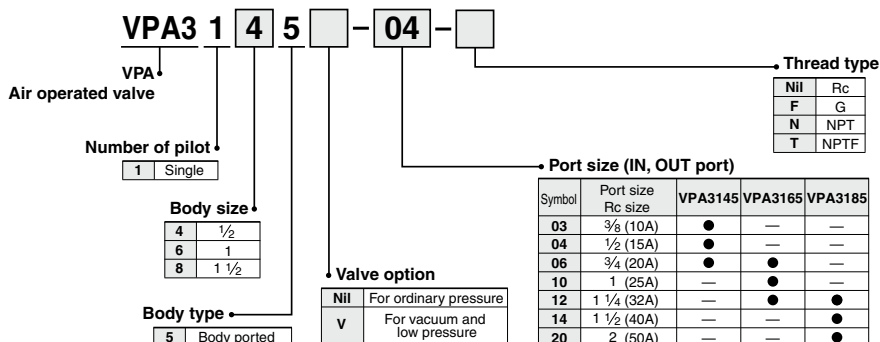 VPA3 1 4 5 – 04 –
VPA
Air operated valve
Thread type
Nil Rc
F G
N NPT
T NPTF
Number of pilot
1 Single
Port size (IN, OUT port)
Symbol Port size Rc size VPA3145 VPA3165 VPA3185
03 3/8 (10A) ● — —
04 1/2 (15A) ● — —
06 3/4 (20A) ● ● —
10 1 (25A) — ● —
12 1 1/4 (32A) — ● ●
14 1 1/2 (40A) — — ●
20 2 (50A) — — ●
Body size
4 1/2
6 1
8 1 1/2
Valve option
Nil For ordinary pressure
V For vacuum and low pressure
Body type
5 Body ported